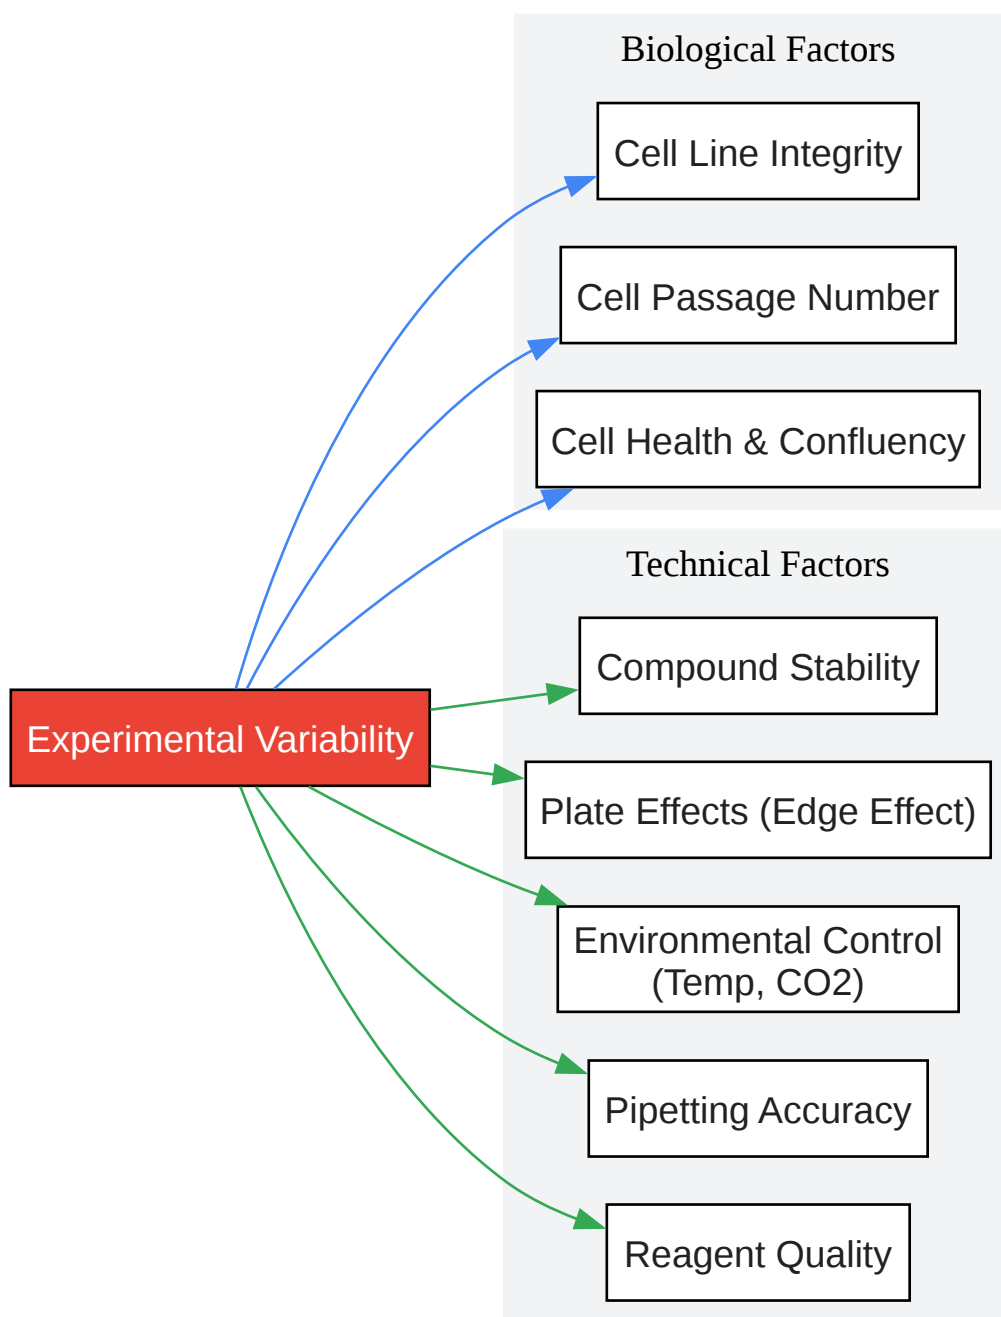 Biological Factors
Cell Line Integrity
Cell Passage Number
Cell Health & Confluency
Technical Factors
Compound Stability
Experimental Variability
Plate Effects (Edge Effect)
Environmental Control
(Temp, CO2)
Pipetting Accuracy
Reagent Quality